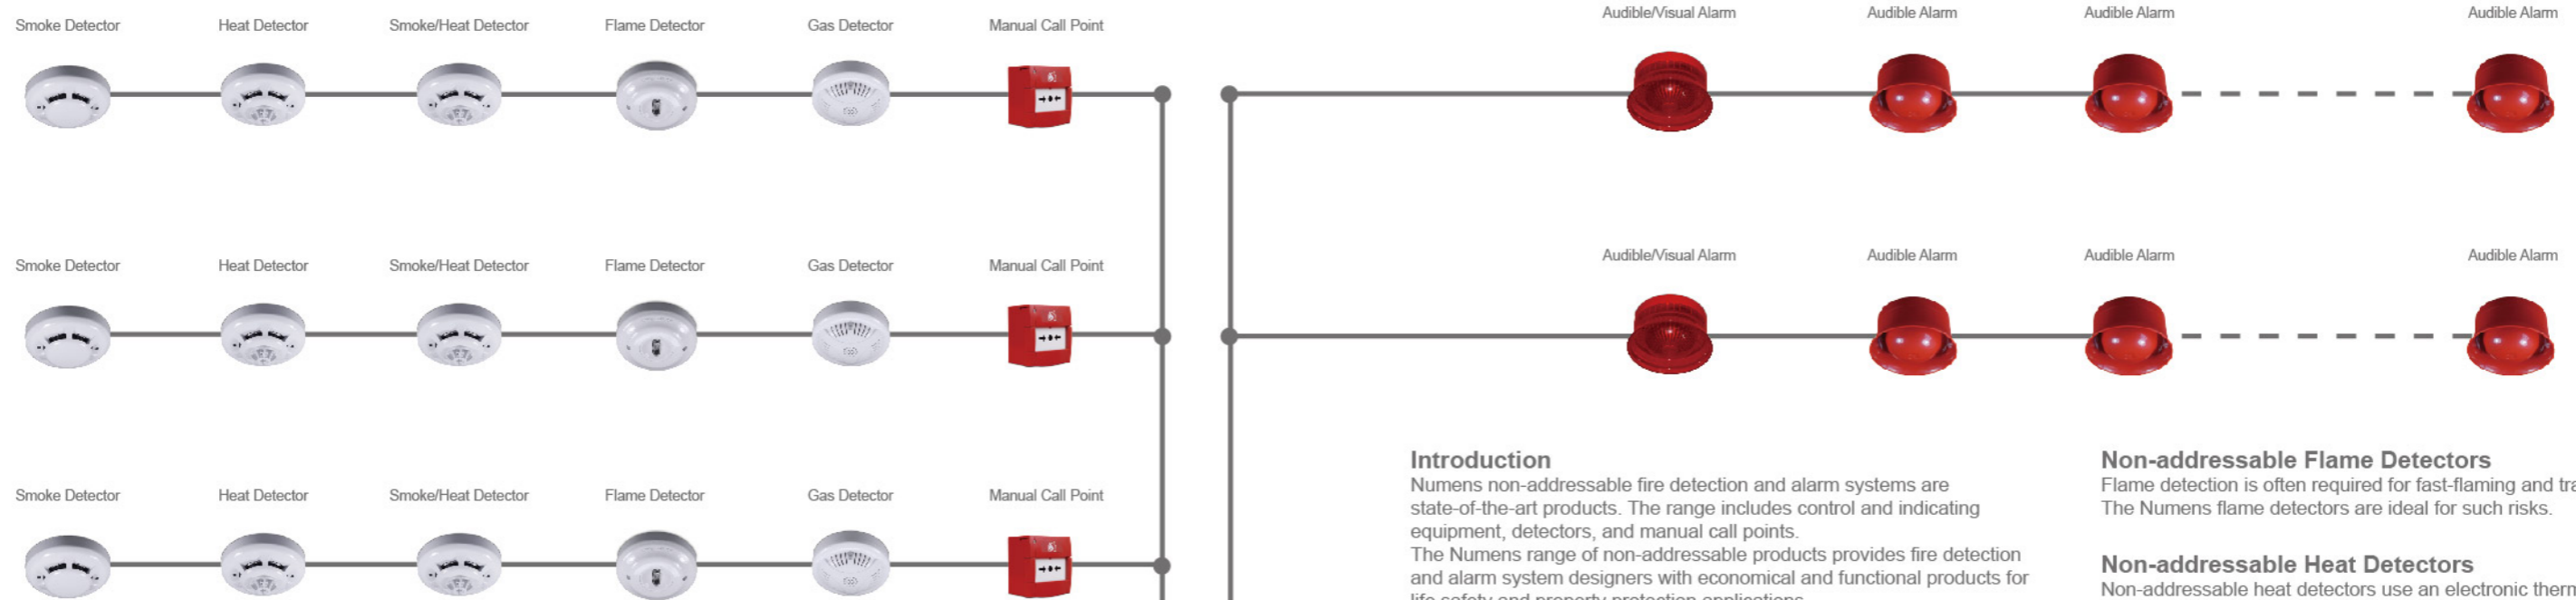 Smoke Detector Heat Detector Smoke/Heat Detector Flame Detector Gas Detector Manual Call Point
Audible/Visual Alarm Audible Alarm Audible Alarm Audible Alarm
Smoke Detector Heat Detector Smoke/Heat Detector Flame Detector Gas Detector Manual Call Point
Audible/Visual Alarm Audible Alarm Audible Alarm Audible Alarm
Smoke Detector Heat Detector Smoke/Heat Detector Flame Detector Gas Detector Manual Call Point
Introduction
Numens non-addressable fire detection and alarm systems are
state-of-the-art products. The range includes control and indicating
equipment, detectors, and manual call points.
The Numens range of non-addressable products provides fire detection
and alarm system designers with economical and functional products for
life safety and property protection applications.
Non-addressable Flame Detectors
Flame detection is often required for fast-flaming and
The Numens flame detectors are ideal for such risks.
Non-addressable Heat Detectors
Non-addressable heat detectors use an electronic